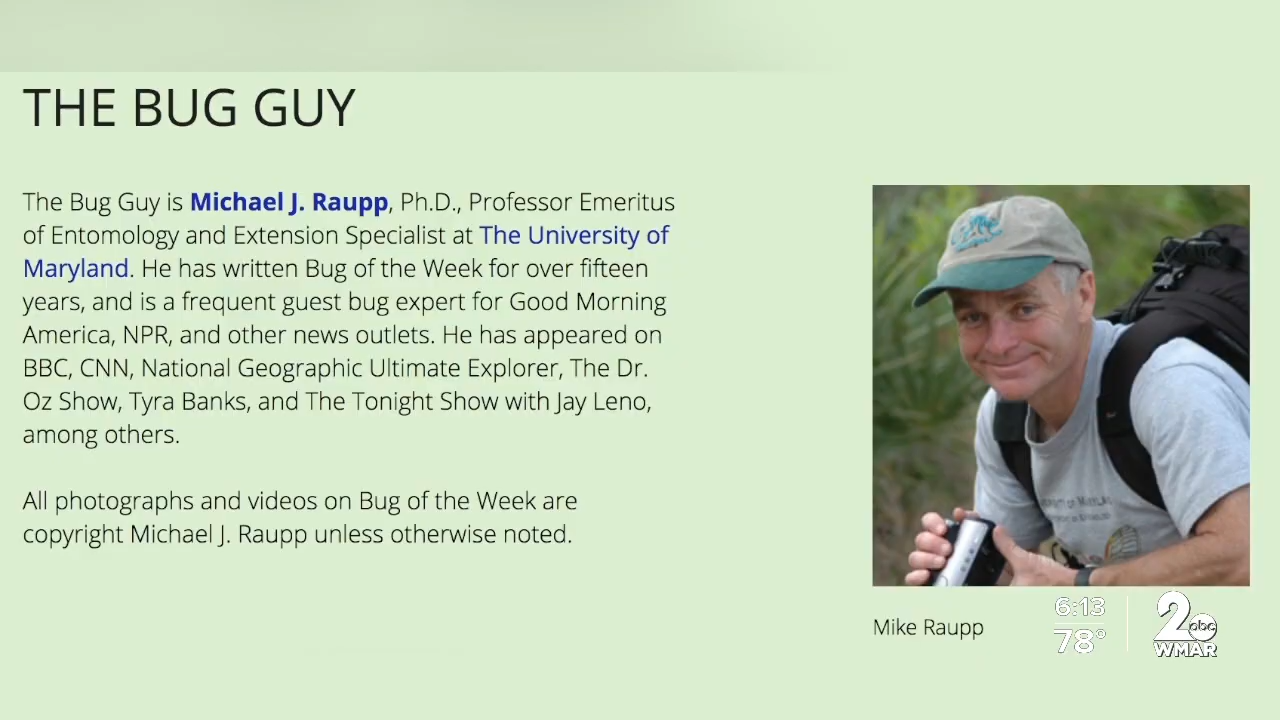 THE BUG GUY
The Bug Guy is Michael J. Raupp, Ph.D., Professor Emeritus
of Entomology and Extension Specialist at The University of
Maryland. He has written Bug of the Week for over fifteen
years, and is a frequent guest bug expert for Good Morning
America, NPR, and other news outlets. He has appeared on
BBC, CNN, National Geographic Ultimate Explorer, The Dr.
Oz Show, Tyra Banks, and The Tonight Show with Jay Leno,
among others.
All photographs and videos on Bug of the Week are
copyright Michael J. Raupp unless otherwise noted.
Mike Raupp
6:13
78°
2
abc
WMAR